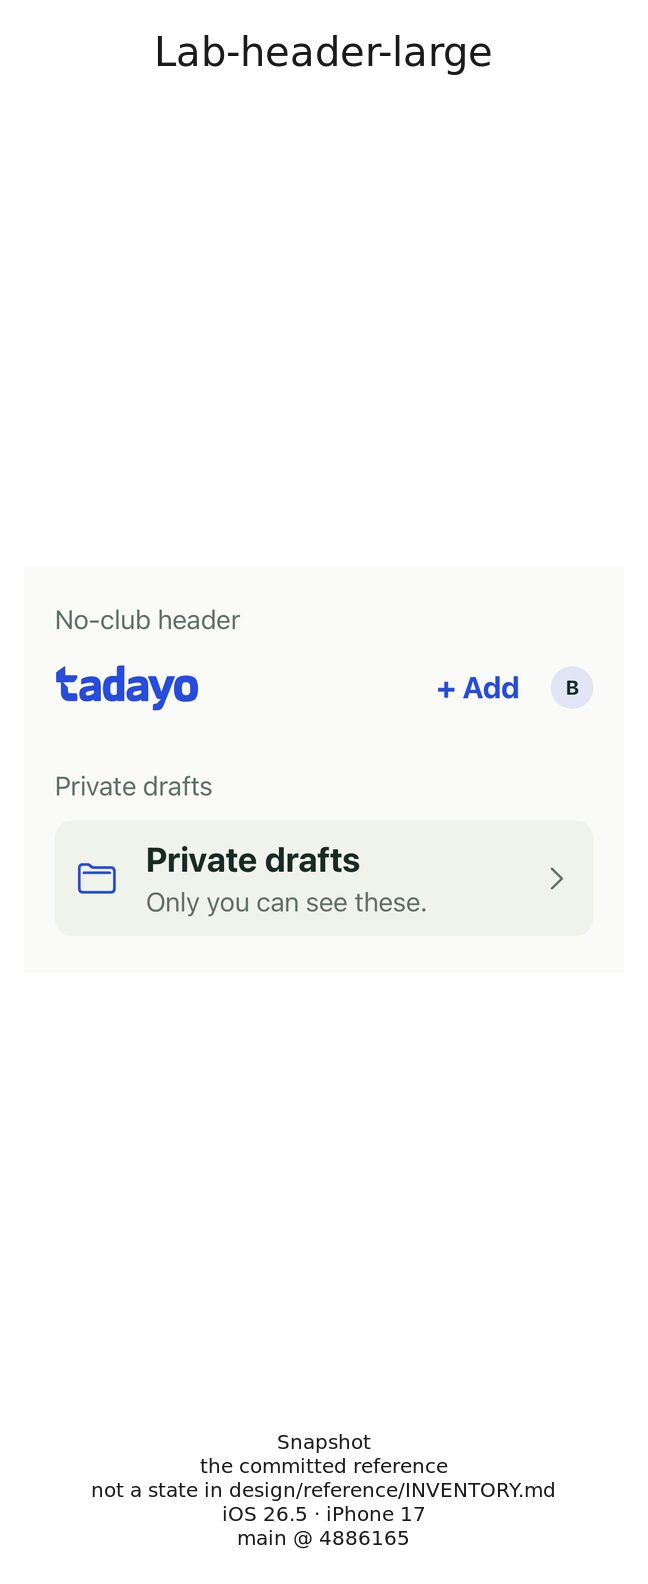 Lab-header-large
No-club header
tadayo
+ Add
B
Private drafts
Private drafts
Only you can see these.
Snapshot
the committed reference
not a state in design/reference/INVENTORY.md
iOS 26.5 · iPhone 17
main @ 4886165